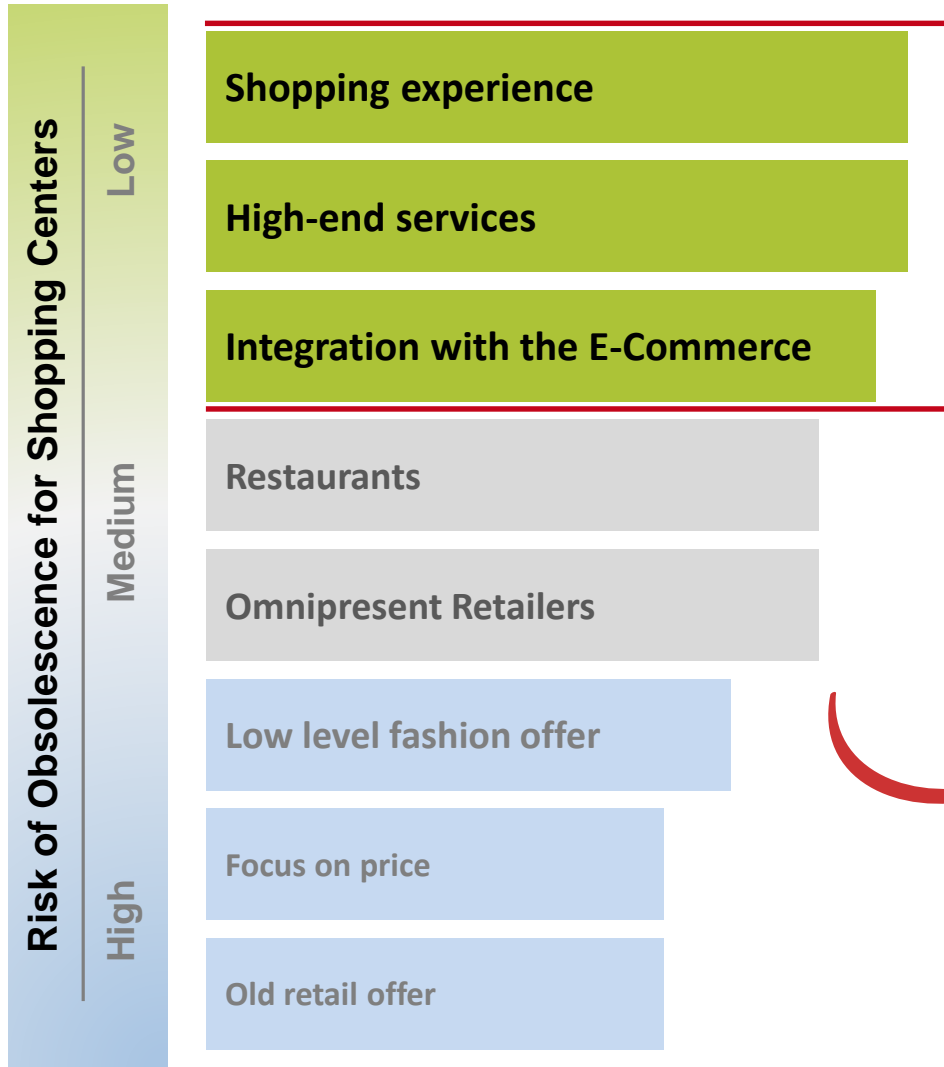 Risk of Obsolescence for Shopping Centers
Low
Medium
High
Shopping experience
High-end services
Integration with the E-Commerce
Restaurants
Omnipresent Retailers
Low level fashion offer
Focus on price
Old retail offer